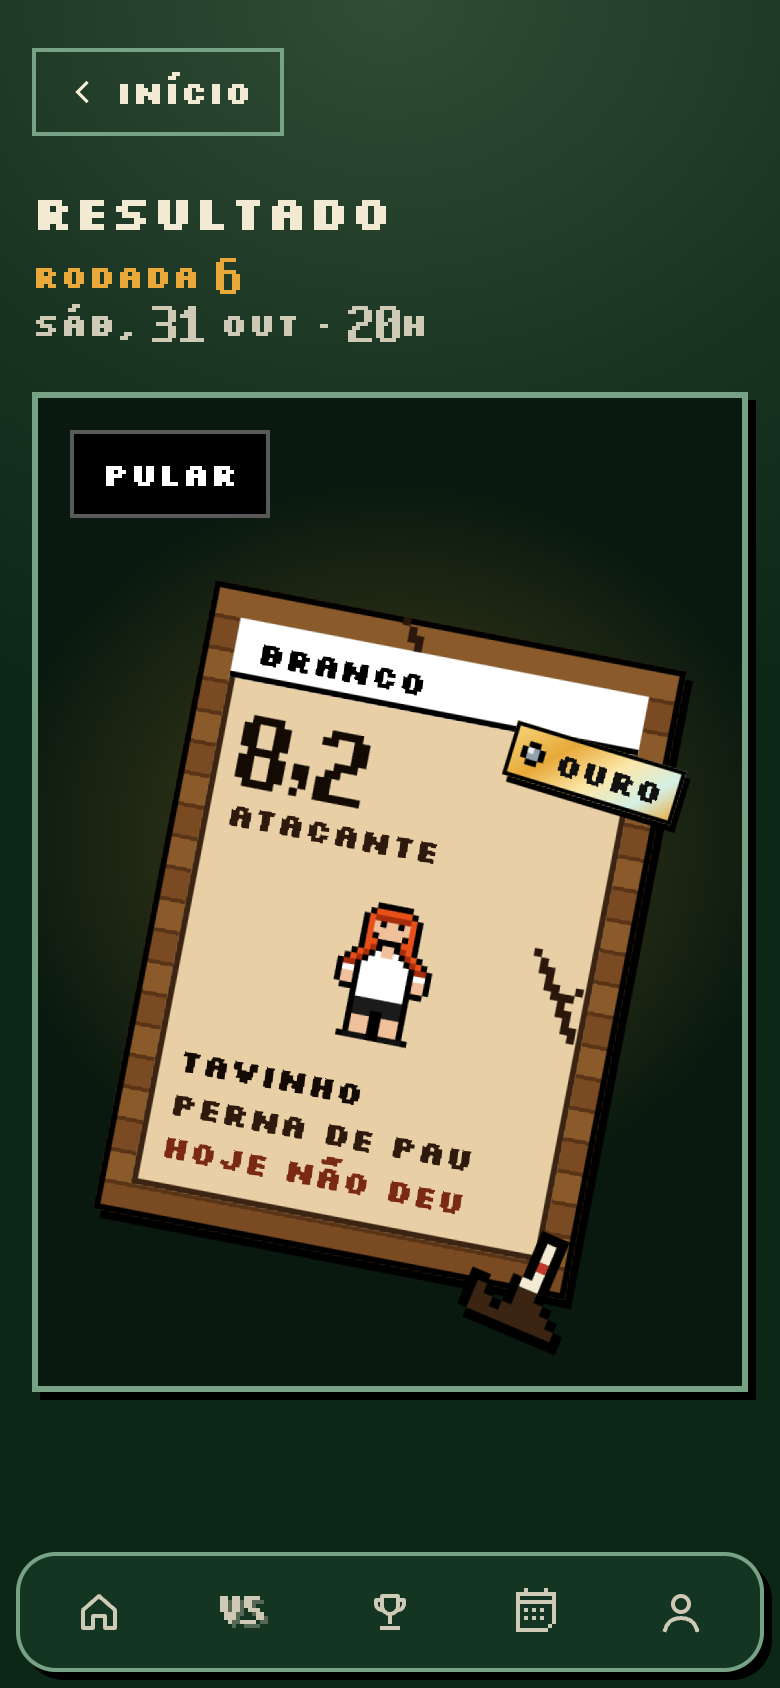 INÍCIO
RESULTADO
RODADA 6
SÁB, 31 OUT · 20H
PULAR
BRANCO
8,2
OURO
ATACANTE
TAVINHO
PERNA DE PAU
HOJE NÃO DEU
VS